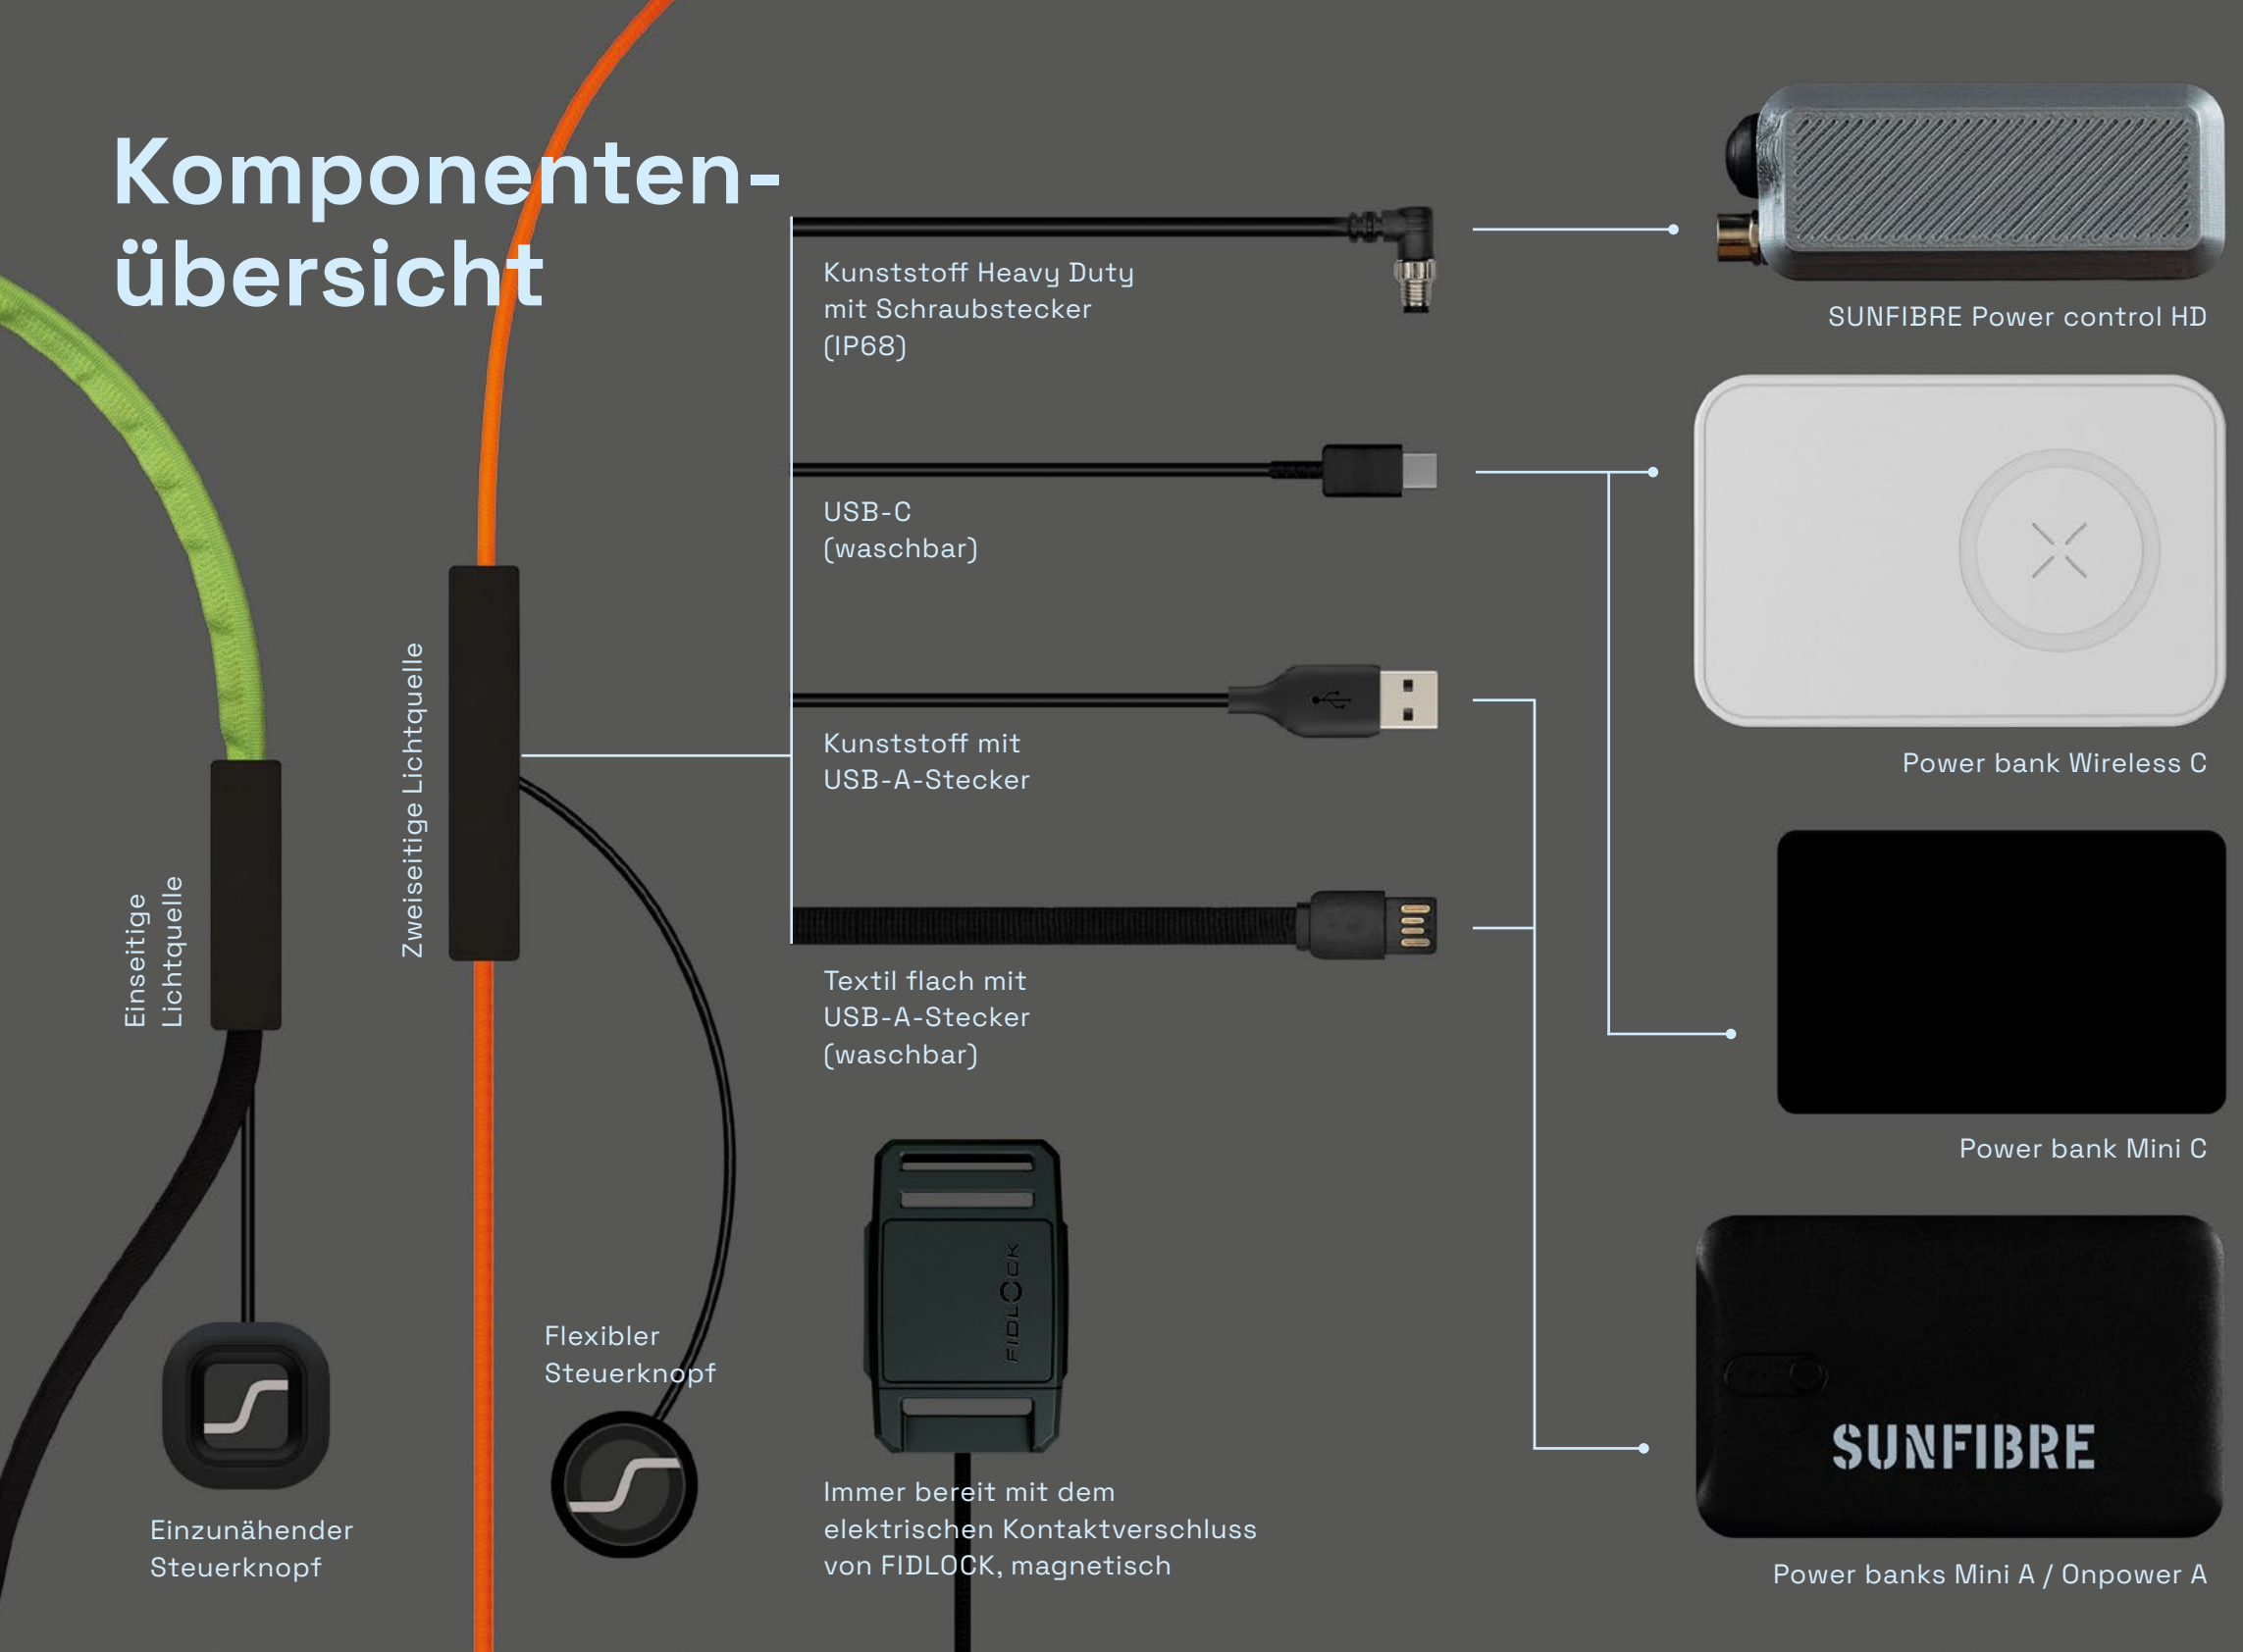 Komponenten-
übersicht
Kunststoff Heavy Duty
mit Schraubstecker
(IP68)
SUNFIBRE Power control HD
USB-C
(waschbar)
Power bank Wireless C
Kunststoff mit
USB-A-Stecker
Zweiseitige Lichtquelle
Einseitige
Lichtquelle
Textil flach mit
USB-A-Stecker
(waschbar)
Power bank Mini C
FIDLOCK
Flexibler
Steuerknopf
SUNFIBRE
Immer bereit mit dem
elektrischen Kontaktverschluss
von FIDLOCK, magnetisch
Einzunähender
Steuerknopf
Power banks Mini A / Onpower A